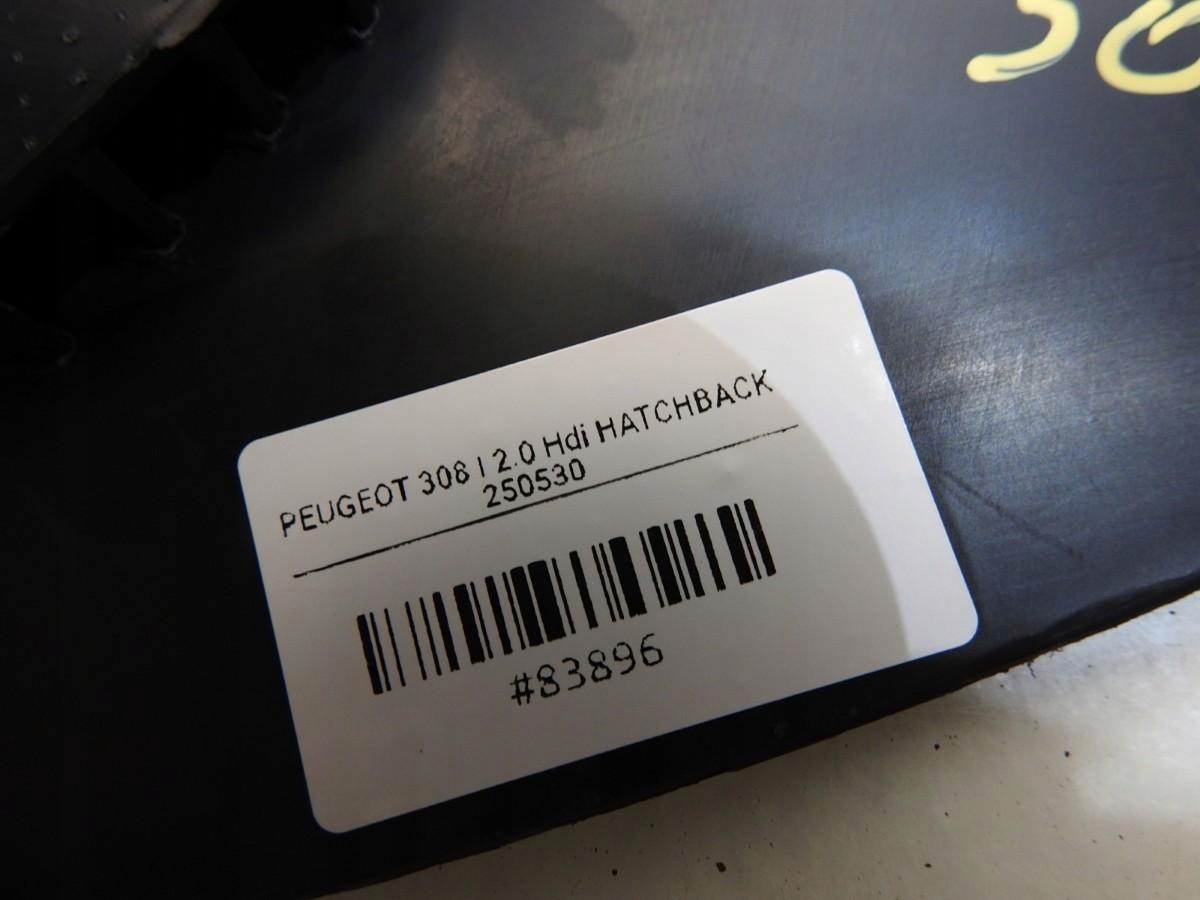 PEUGEOT 308 I 2.0 Hdi HATCHBACK
250530
#83896